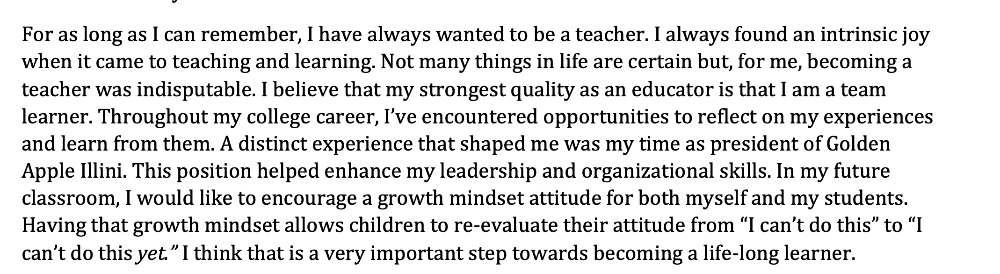 For as long as I can remember, I have always wanted to be a teacher. I always found an intrinsic joy
when it came to teaching and learning. Not many things in life are certain but, for me, becoming a
teacher was indisputable. I believe that my strongest quality as an educator is that I am a team
learner. Throughout my college career, I’ve encountered opportunities to reflect on my experiences
and learn from them. A distinct experience that shaped me was my time as president of Golden
Apple Illini. This position helped enhance my leadership and organizational skills. In my future
classroom, I would like to encourage a growth mindset attitude for both myself and my students.
Having that growth mindset allows children to re-evaluate their attitude from “I can’t do this” to “I
can’t do this yet.” I think that is a very important step towards becoming a life-long learner.